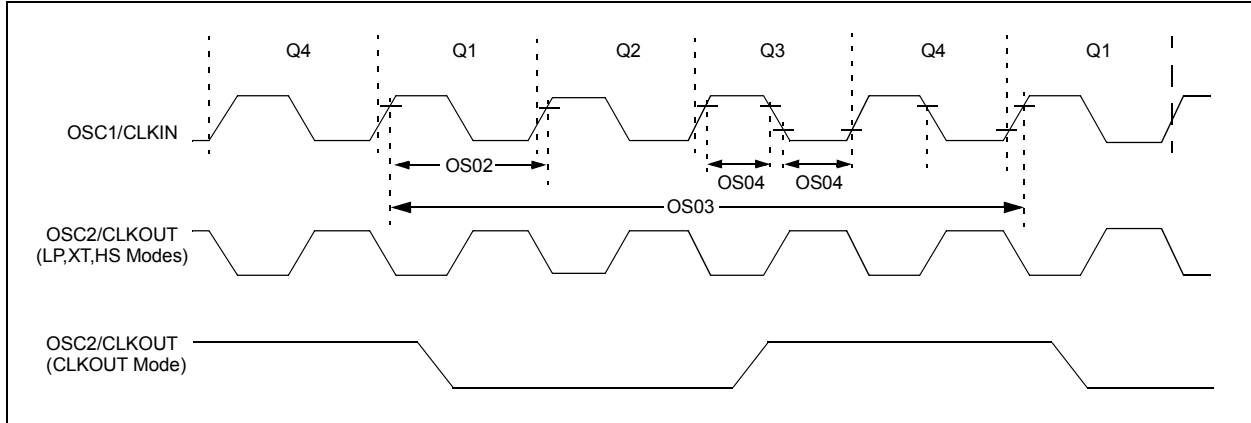 Q4 Q1 Q2 Q3 Q4 Q1
OSC1/CLKIN
OS02
OS04 OS04
OS03
OSC2/CLKOUT
(LP,XT,HS Modes)
OSC2/CLKOUT
(CLKOUT Mode)